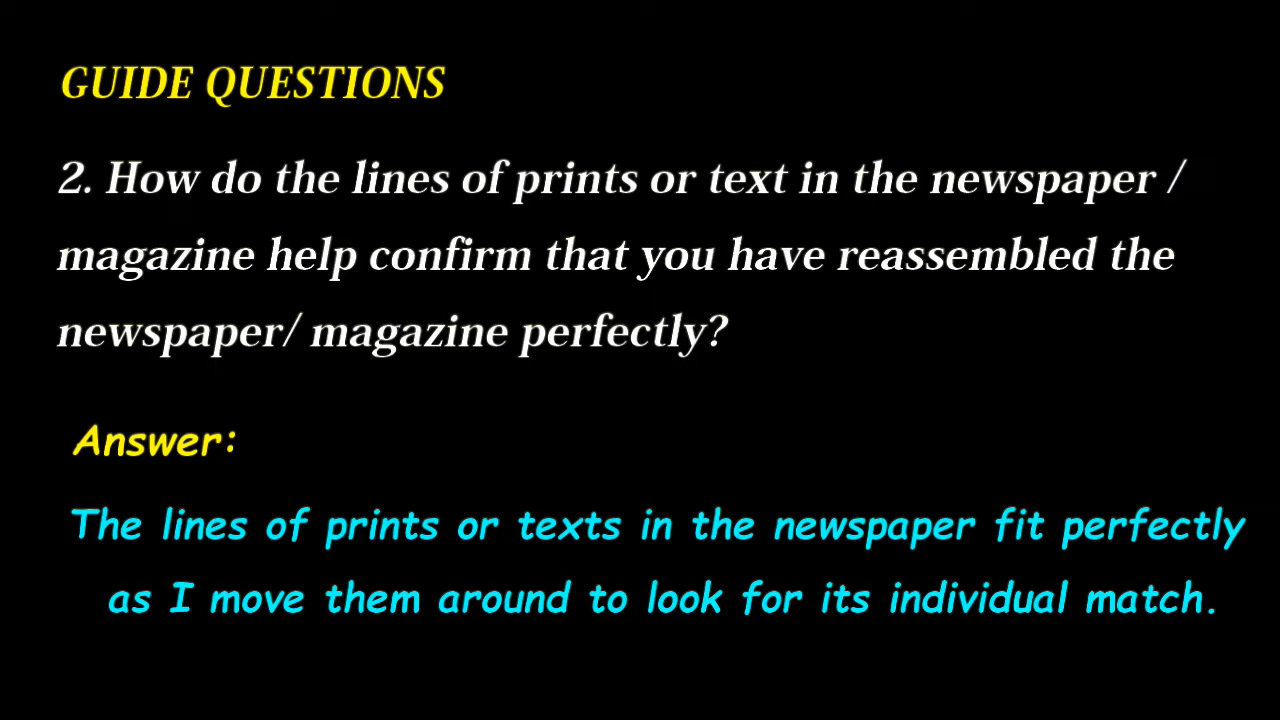 GUIDE QUESTIONS
2. How do the lines of prints or text in the newspaper /
magazine help confirm that you have reassembled the
newspaper/ magazine perfectly?
Answer:
The lines of prints or texts in the newspaper fit perfectly
as I move them around to look for its individual match.